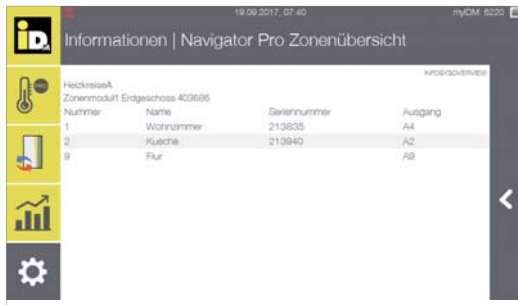 19.09.2017, 07:40
myIDM: 6220
iD
Informationen | Navigator Pro Zonenübersicht
INFOSYSOVERVIEW
HeizkreiseA
Zonenmodul1 Erdgeschoss 403686
Nummer Name Seriennummer Ausgang
1 Wohnzimmer 213835 A4
2 Kueche 213940 A2
9 Flur A9
PRO